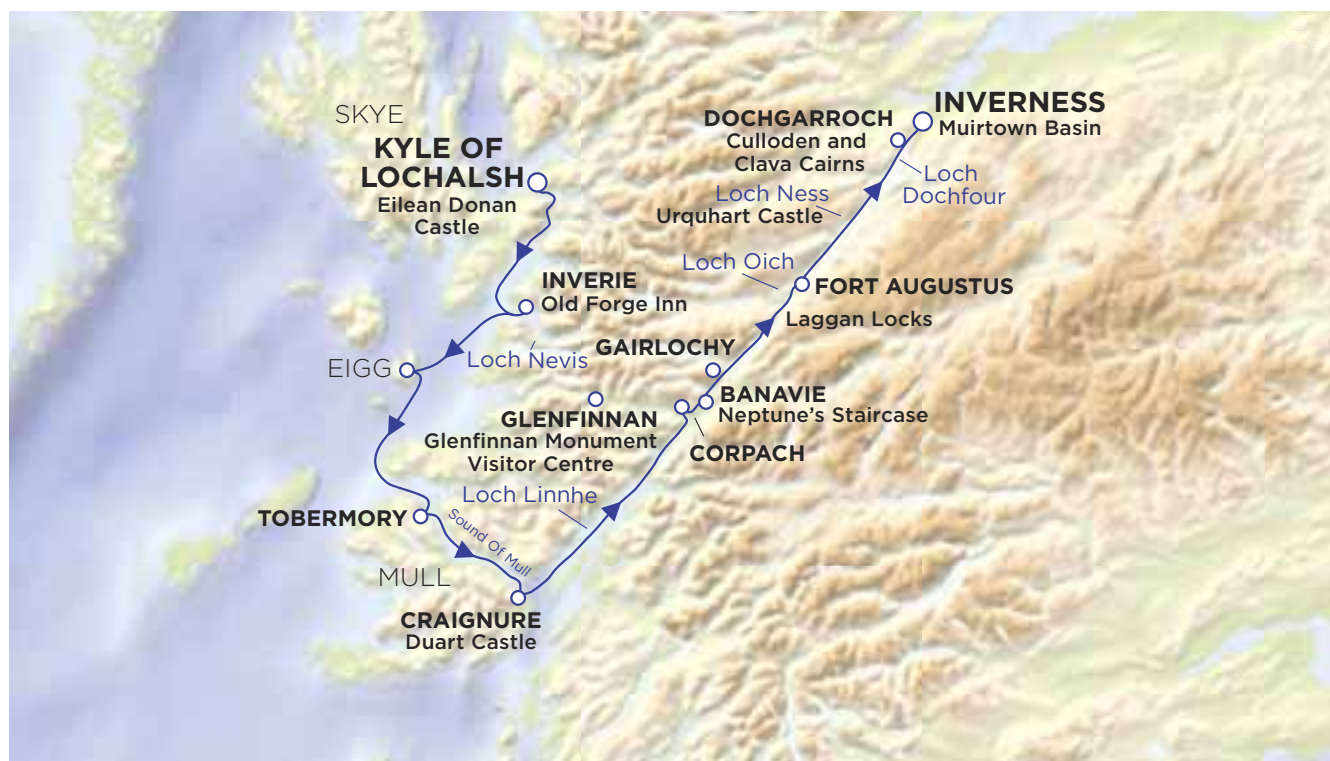 SKYE
KYLE OF
LOCHALSH
Eilean Donan
Castle
INVERNESS
Muirtown Basin
DOCHGARROCH
Culloden and
Clava Cairns
Loch
Dochfour
Loch Ness
Urquhart Castle
Loch Oich
FORT AUGUSTUS
Laggan Locks
INVERIE
Old Forge Inn
Loch Nevis
EIGG
GAIRLOCHY
BANAVIE
Neptune's Staircase
CORPACH
GLENFINNAN
Glenfinnan Monument
Visitor Centre
Loch Linnhe
TOBERMORY
Sound Of Mull
MULL
CRAIGNURE
Duart Castle